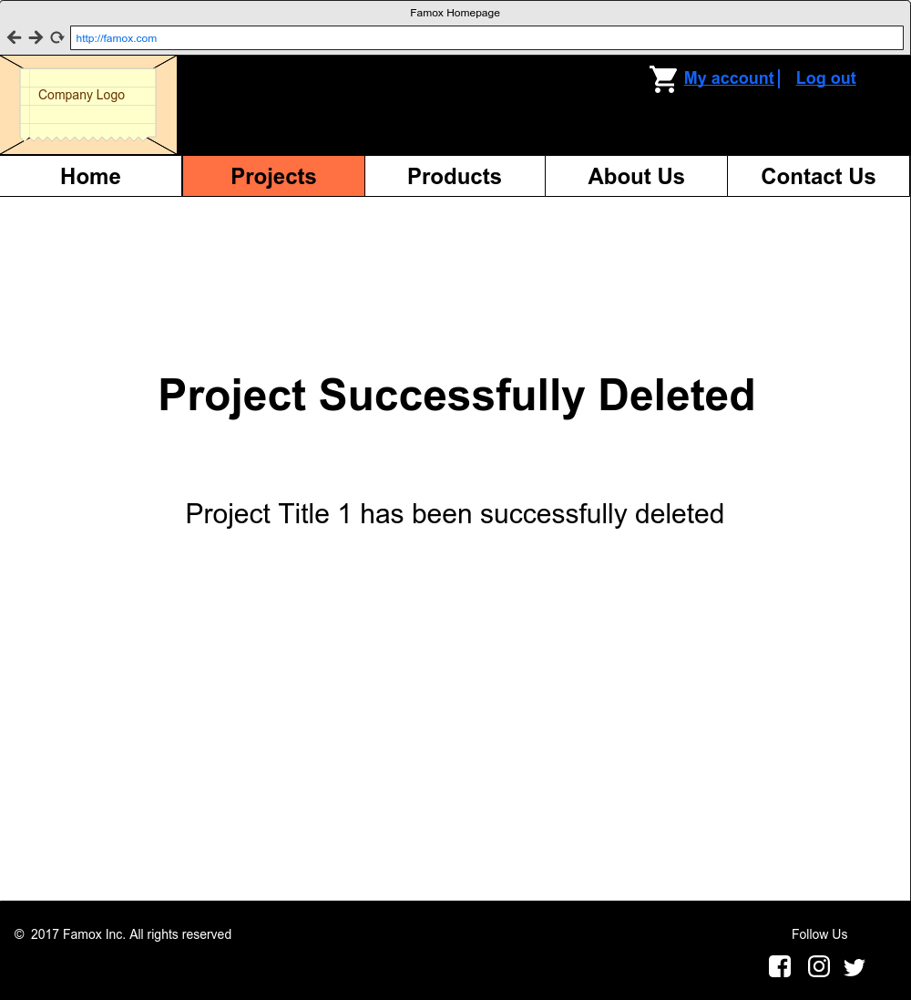 Famox Homepage
http://famox.com
Company Logo
My account
Log out
Home
Projects
Products
About Us
Contact Us
Project Successfully Deleted
Project Title 1 has been successfully deleted
© 2017 Famox Inc. All rights reserved
Follow Us